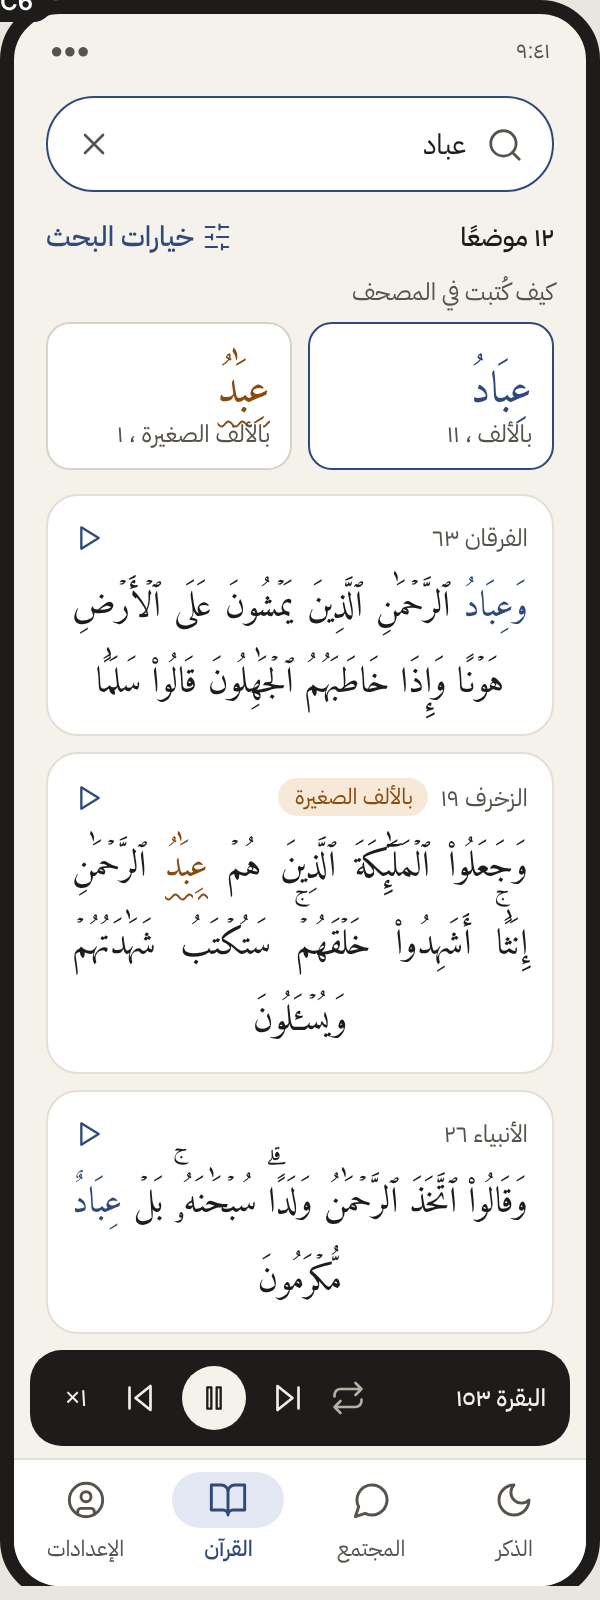 C6
٩:٤١
عباد
١٢ موضعًا
خيارات البحث
كيف كُتبت في المصحف
عِبَادُ
بالألف ، ١١
عِبَٰدُ
بالألف الصغيرة ، ١
الفرقان ٦٣
وَعِبَادُ ٱلرَّحۡمَٰنِ ٱلَّذِينَ يَمۡشُونَ عَلَى ٱلۡأَرۡضِ
هَوۡنٗا وَإِذَا خَاطَبَهُمُ ٱلۡجَٰهِلُونَ قَالُواْ سَلَٰمٗا
الزخرف ١٩
بالألف الصغيرة
وَجَعَلُواْ ٱلۡمَلَٰٓئِكَةَ ٱلَّذِينَ هُمۡ عِبَٰدُ ٱلرَّحۡمَٰنِ
إِنَٰثًاۚ أَشَهِدُواْ خَلۡقَهُمۡۚ سَتُكۡتَبُ شَهَٰدَتُهُمۡ
وَيُسۡـَٔلُونَ
الأنبياء ٢٦
وَقَالُواْ ٱتَّخَذَ ٱلرَّحۡمَٰنُ وَلَدٗاۗ سُبۡحَٰنَهُۥۚ بَلۡ عِبَادٞ
مُّكۡرَمُونَ
البقرة ١٥٣
١×
الذكر
المجتمع
القرآن
الإعدادات